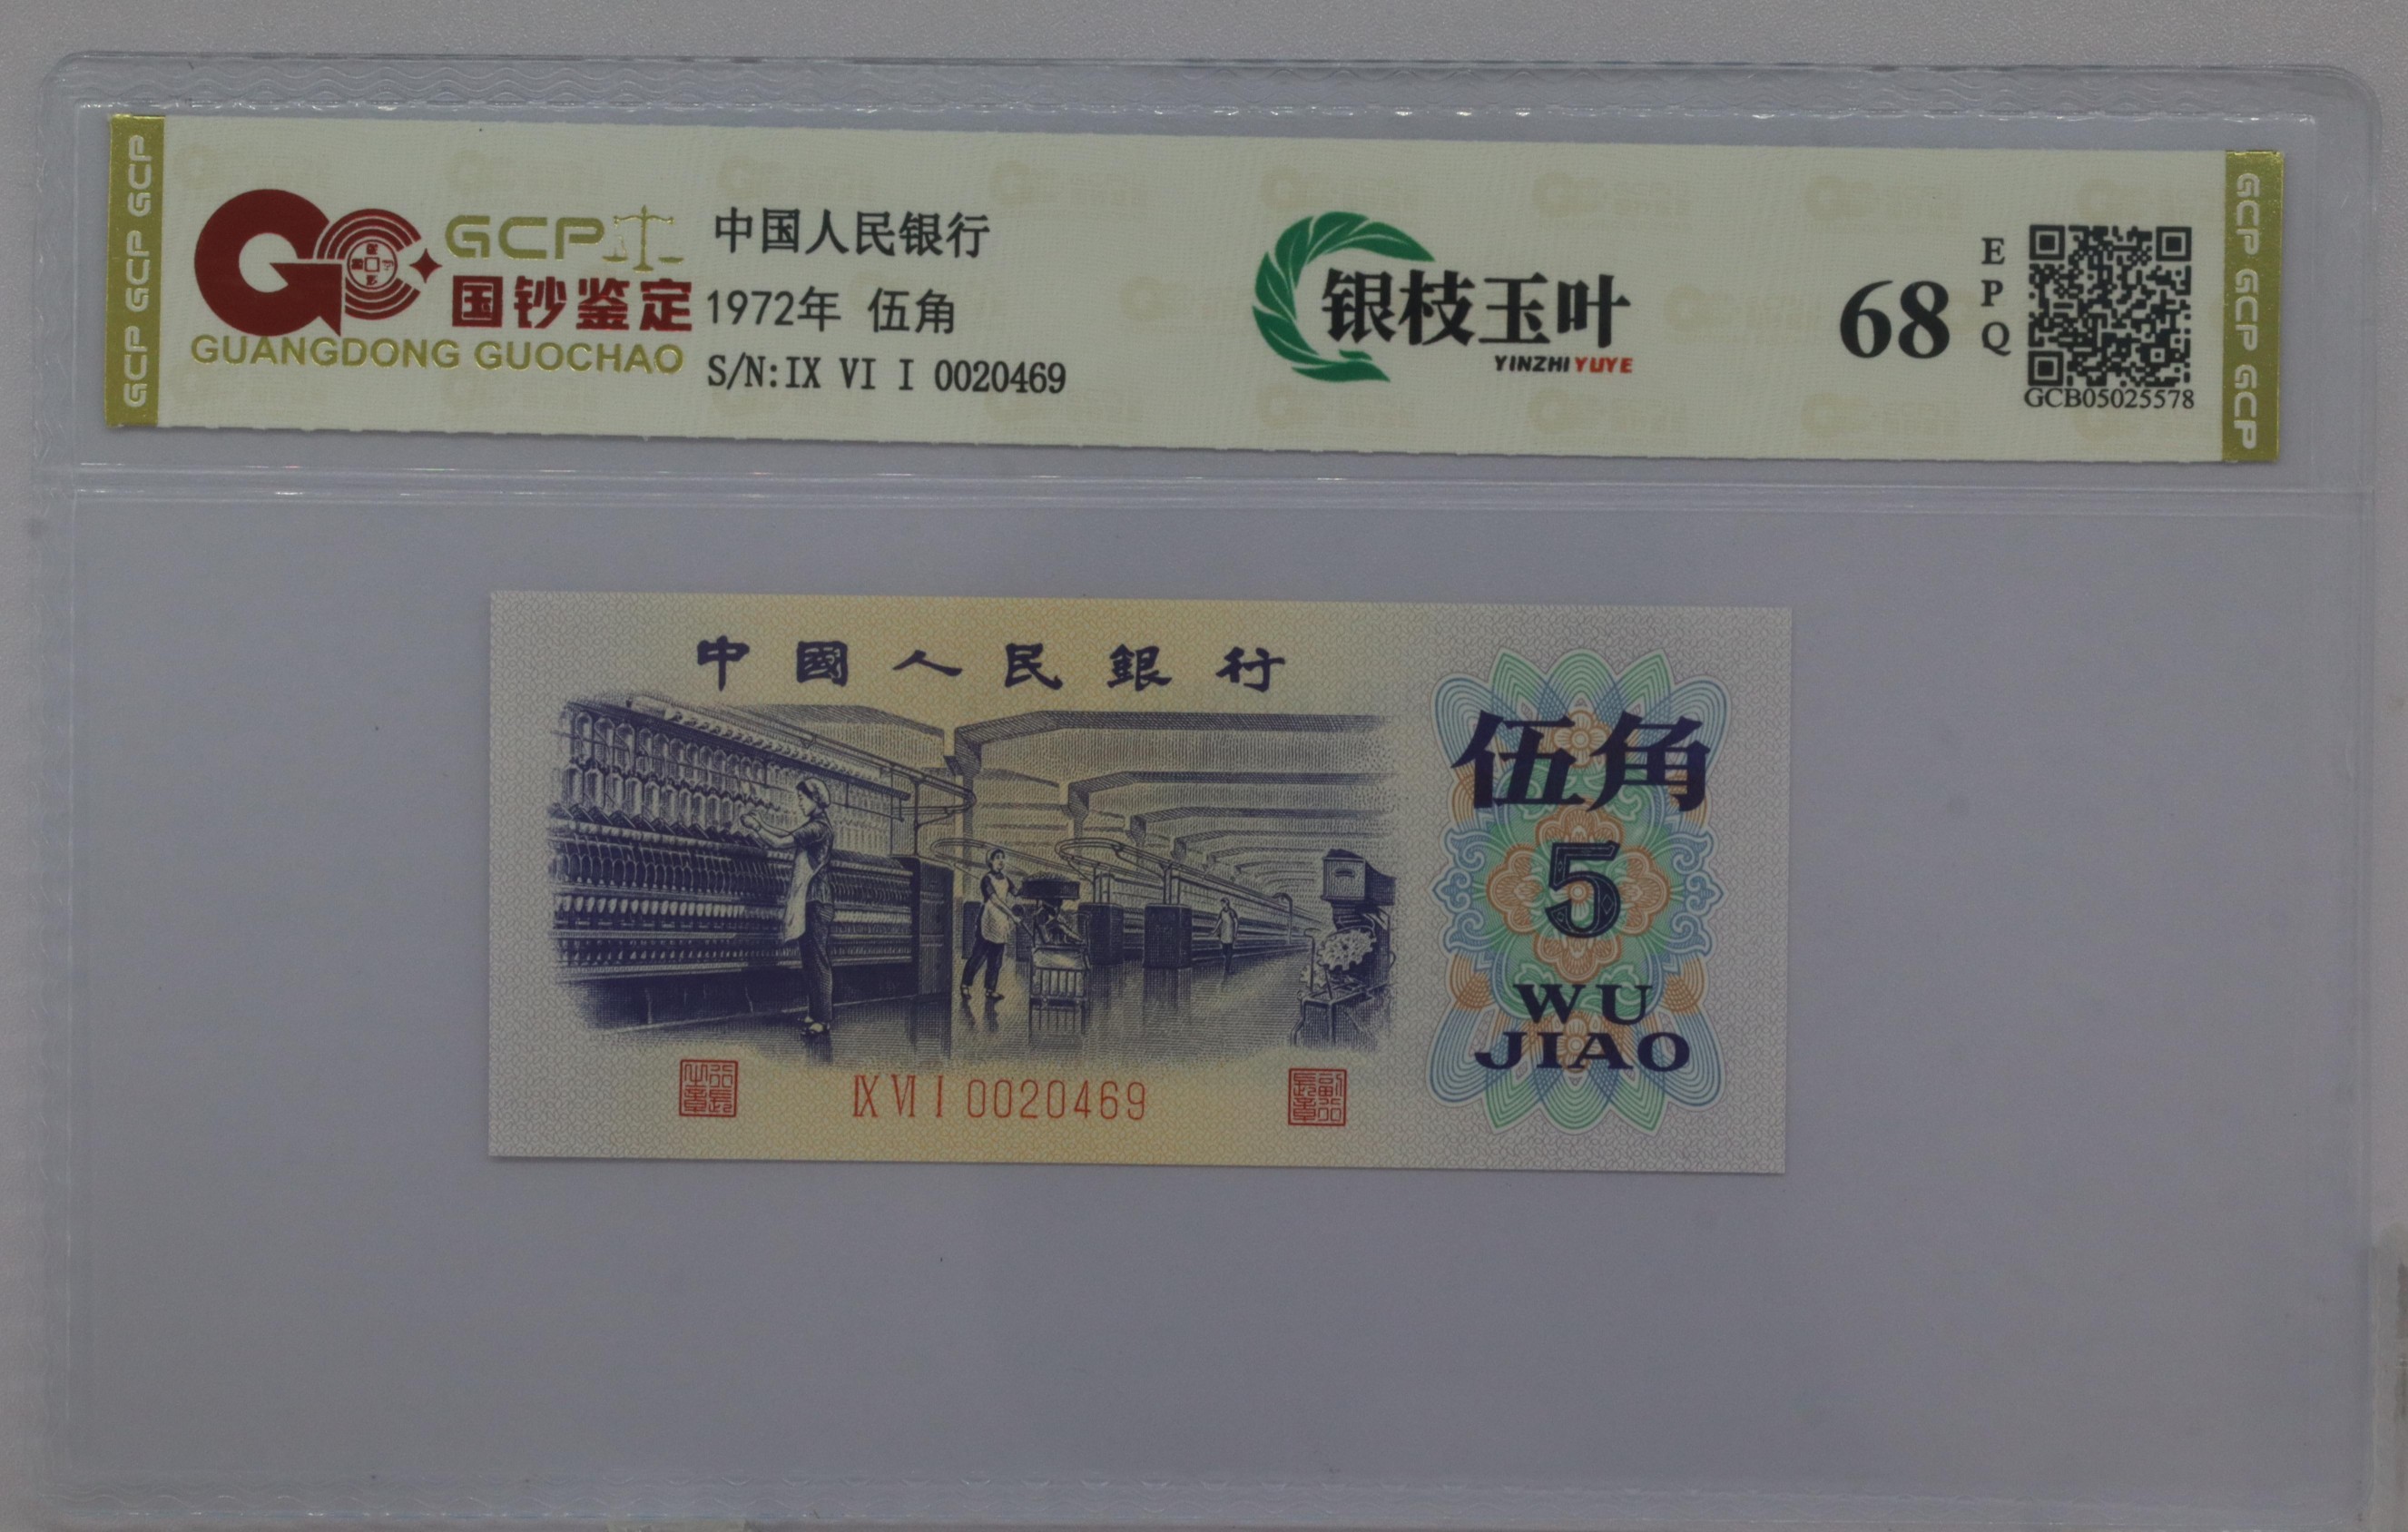 GCP GCP GCP
GCP
国钞鉴定
GUANGDONG GUOCHAO
中国人民银行
1972年 伍角
S/N:IX VI I 0020469
银枝玉叶
YINZHI YUYE
68
EPQ
GCB05025578
GCP GCP GCP
中國人民銀行
伍角
5
WU
JIAO
IX VI I 0020469